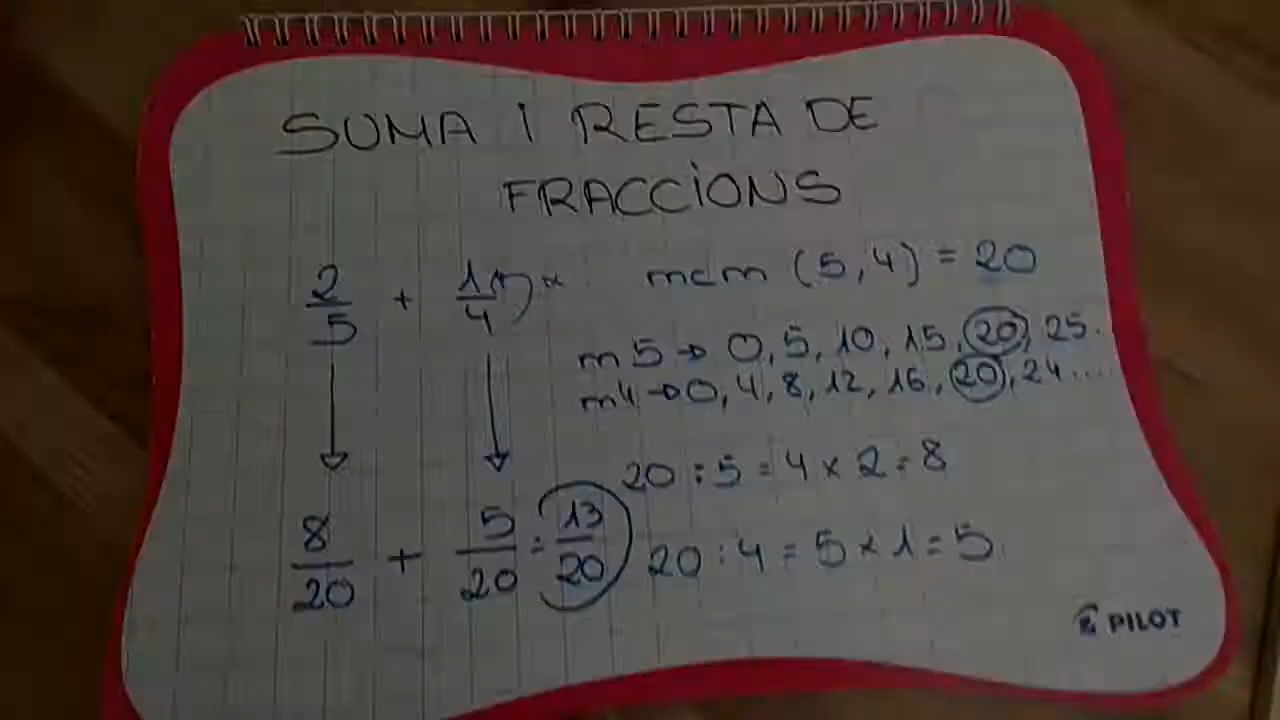 SUMA I RESTA DE
FRACCIONS
2/5 + 1/4
mcm (5,4) = 20
m5 → 0, 5, 10, 15, 20, 25.
m4 → 0, 4, 8, 12, 16, 20, 24....
20 : 5 = 4 x 2 = 8
8/20 + 5/20 = 13/20
20 : 4 = 5 x 1 = 5
PILOT